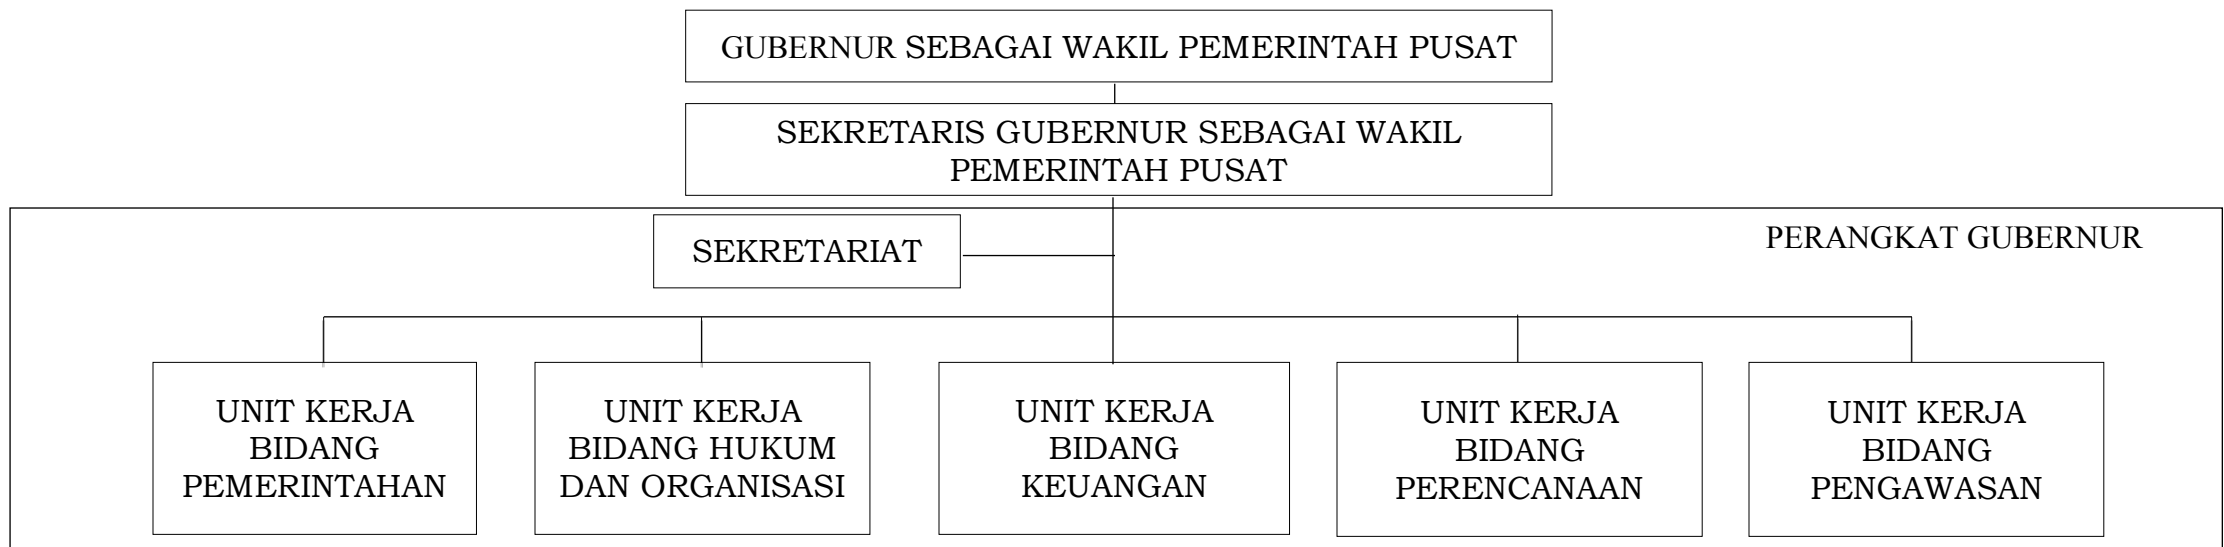 GUBERNUR SEBAGAI WAKIL PEMERINTAH PUSAT
SEKRETARIS GUBERNUR SEBAGAI WAKIL
PEMERINTAH PUSAT
SEKRETARIAT
PERANGKAT GUBERNUR
UNIT KERJA
BIDANG
PEMERINTAHAN
UNIT KERJA
BIDANG HUKUM
DAN ORGANISASI
UNIT KERJA
BIDANG
KEUANGAN
UNIT KERJA
BIDANG
PERENCANAAN
UNIT KERJA
BIDANG
PENGAWASAN